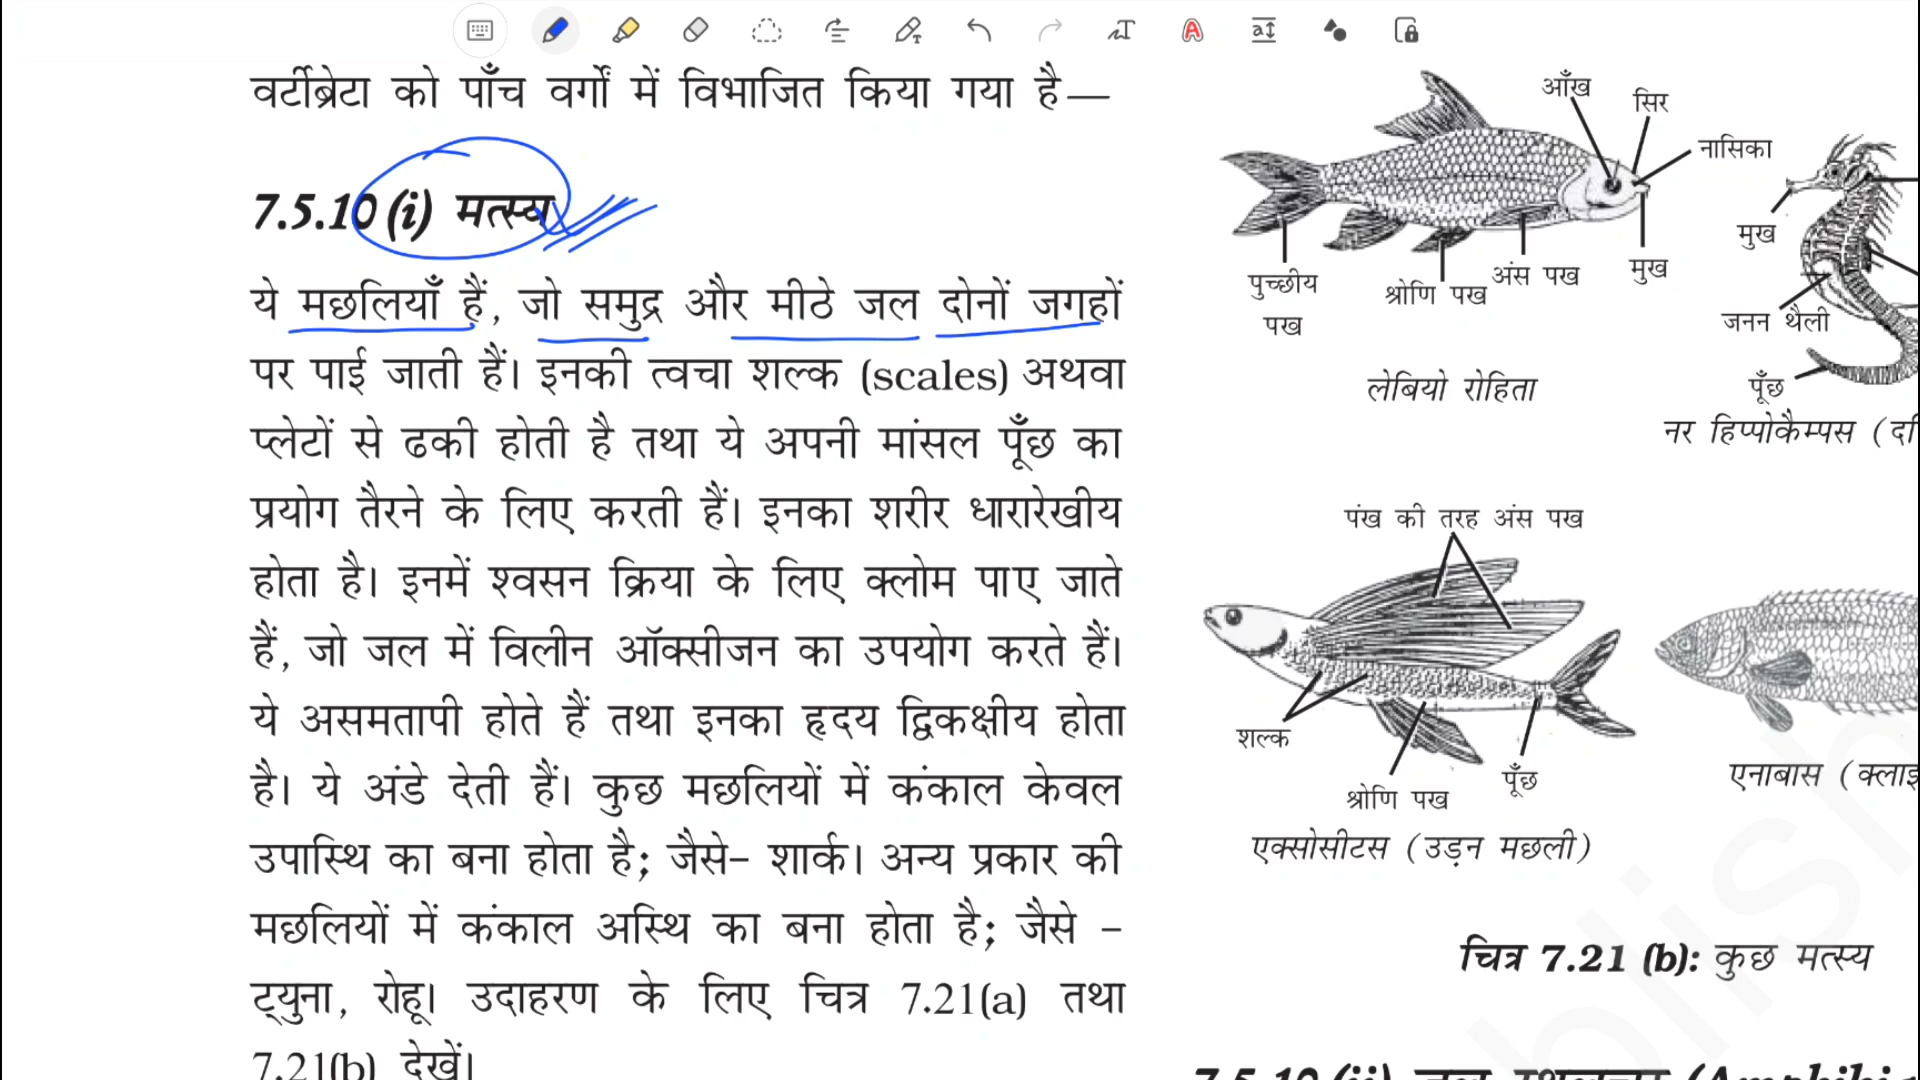 वर्टीब्रेटा को पाँच वर्गों में विभाजित किया गया है—
7.5.10 (i) मत्स्य
ये मछलियाँ हैं, जो समुद्र और मीठे जल दोनों जगहों
पर पाई जाती हैं। इनकी त्वचा शल्क (scales) अथवा
प्लेटों से ढकी होती है तथा ये अपनी मांसल पूँछ का
प्रयोग तैरने के लिए करती हैं। इनका शरीर धारारेखीय
होता है। इनमें श्वसन क्रिया के लिए क्लोम पाए जाते
हैं, जो जल में विलीन ऑक्सीजन का उपयोग करते हैं।
ये असमतापी होते हैं तथा इनका हृदय द्विकक्षीय होता
है। ये अंडे देती हैं। कुछ मछलियों में कंकाल केवल
उपास्थि का बना होता है; जैसे– शार्क। अन्य प्रकार की
मछलियों में कंकाल अस्थि का बना होता है; जैसे –
ट्युना, रोहू। उदाहरण के लिए चित्र 7.21(a) तथा
7.21(b) देखें।
आँख
सिर
नासिका
मुख
अंस पख
श्रोणि पख
पुच्छीय
पख
लेबियो रोहिता
मुख
जनन थैली
पूँछ
नर हिप्पोकैम्पस
पंख की तरह अंस पख
शल्क
श्रोणि पख
पूँछ
एक्सोसीटस (उड़न मछली)
एनाबास
चित्र 7.21 (b): कुछ मत्स्य